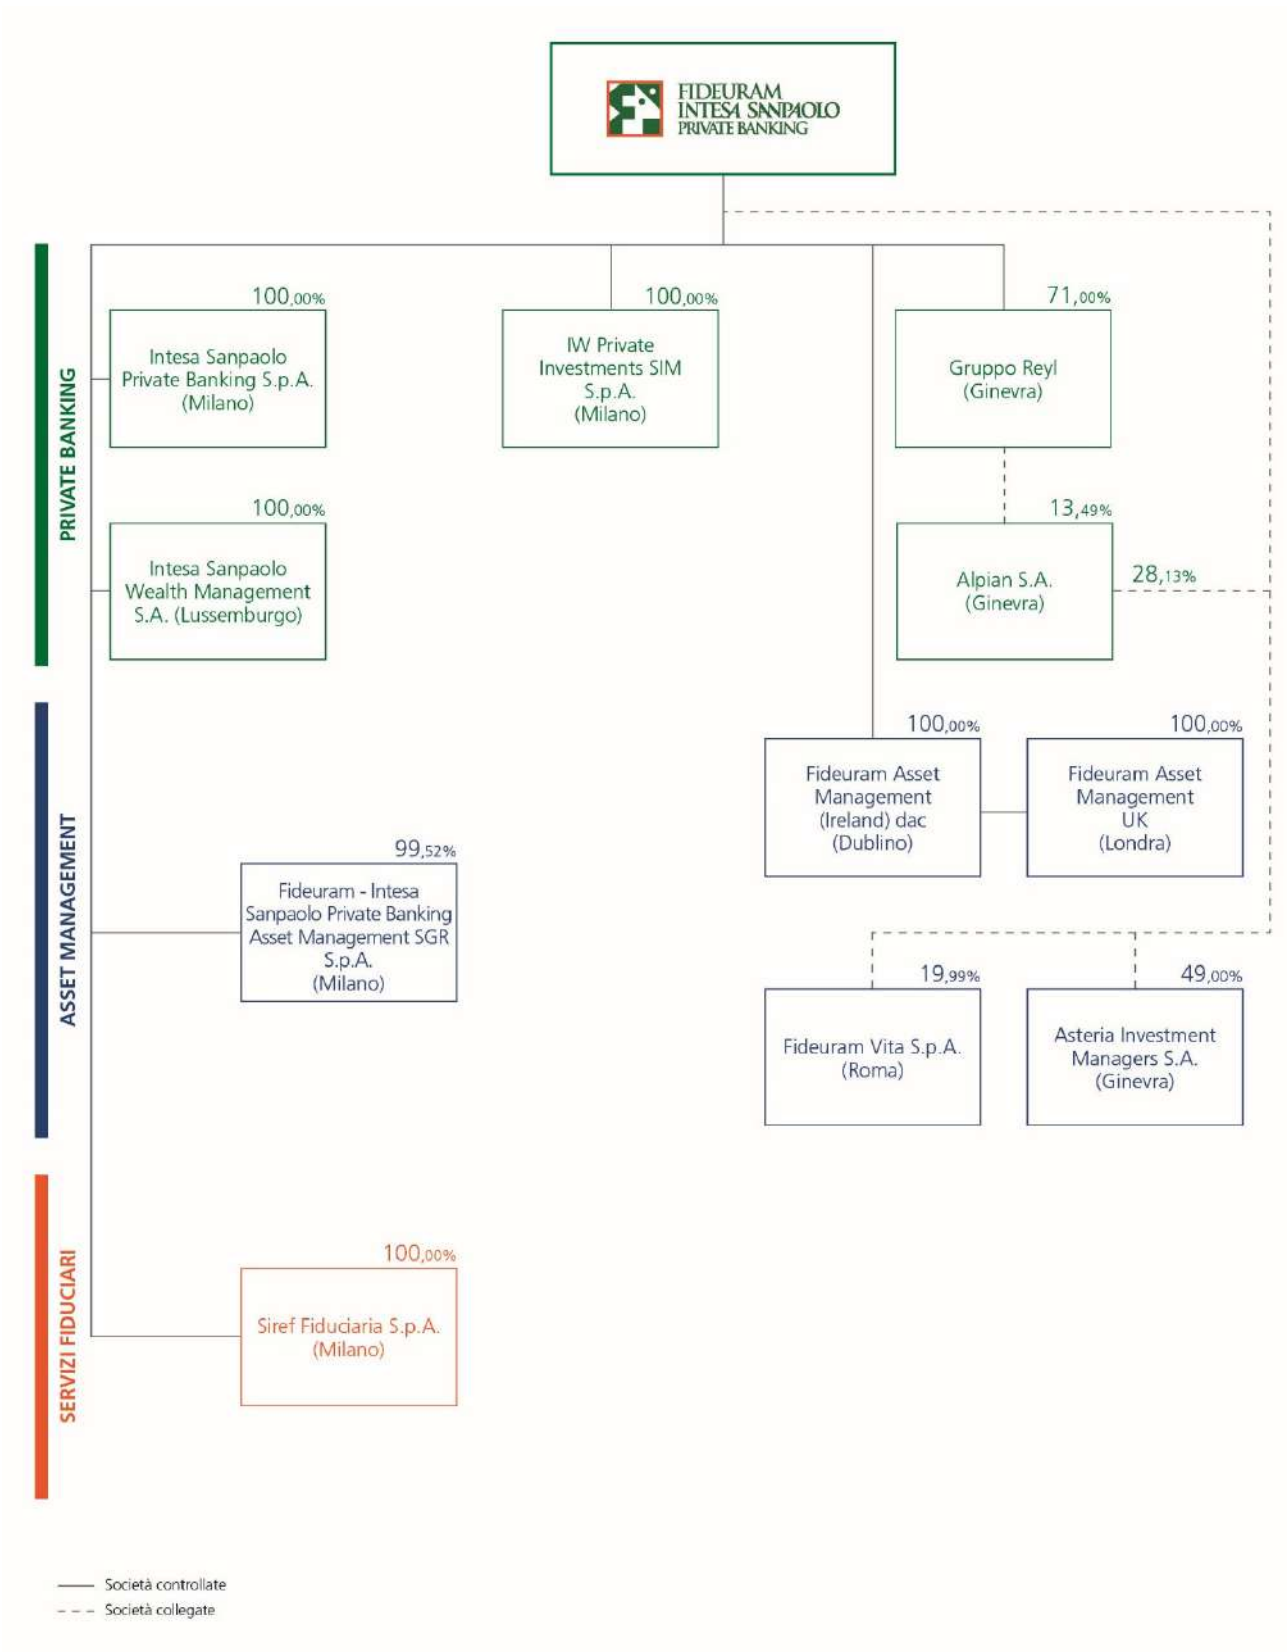 FIDEURAM
INTESA SANPAOLO
PRIVATE BANKING
PRIVATE BANKING
100,00%
Intesa Sanpaolo
Private Banking S.p.A.
(Milano)
100,00%
IW Private
Investments SIM
S.p.A.
(Milano)
71,00%
Gruppo Reyl
(Ginevra)
100,00%
Intesa Sanpaolo
Wealth Management
S.A. (Lussemburgo)
13,49%
Alpian S.A.
(Ginevra)
28,13%
ASSET MANAGEMENT
100,00%
Fideuram Asset
Management
(Ireland) dac
(Dublino)
100,00%
Fideuram Asset
Management
UK
(Londra)
99,52%
Fideuram - Intesa
Sanpaolo Private Banking
Asset Management SGR
S.p.A.
(Milano)
19,99%
Fideuram Vita S.p.A.
(Roma)
49,00%
Asteria Investment
Managers S.A.
(Ginevra)
SERVIZI FIDUCIARI
100,00%
Siref Fiduciaria S.p.A.
(Milano)
Società controllate
Società collegate